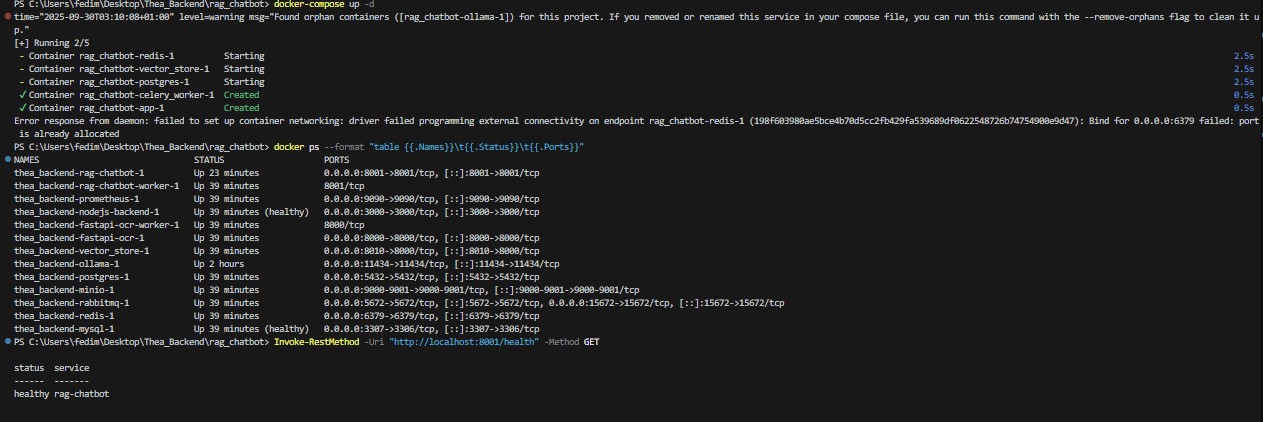 PS C:\Users\fedim\Desktop\Thea_Backend\rag_chatbot> docker-compose up -d
time="2025-09-30T03:10:08+01:00" level=warning msg="Found orphan containers ([rag_chatbot-ollama-1]) for this project. If you removed or renamed this service in your compose file, you can run this command with the --remove-orphans flag to clean it u
p."
[+] Running 2/5
- Container rag_chatbot-redis-1 Starting 2.5s
- Container rag_chatbot-vector_store-1 Starting 2.5s
- Container rag_chatbot-postgres-1 Starting 2.5s
✓ Container rag_chatbot-celery_worker-1 Created 0.5s
✓ Container rag_chatbot-app-1 Created 0.5s
Error response from daemon: failed to set up container networking: driver failed programming external connectivity on endpoint rag_chatbot-redis-1 (198f603980ae5bce4b70d5cc2fb429fa539689df0622548726b74754900e9d47): Bind for 0.0.0.0:6379 failed: port
is already allocated
PS C:\Users\fedim\Desktop\Thea_Backend\rag_chatbot> docker ps --format "table {{.Names}}\t{{.Status}}\t{{.Ports}}"
NAMES STATUS PORTS
thea_backend-rag-chatbot-1 Up 23 minutes 0.0.0.0:8001->8001/tcp, [::]:8001->8001/tcp
thea_backend-rag-chatbot-worker-1 Up 39 minutes 8001/tcp
thea_backend-prometheus-1 Up 39 minutes 0.0.0.0:9090->9090/tcp, [::]:9090->9090/tcp
thea_backend-nodejs-backend-1 Up 39 minutes (healthy) 0.0.0.0:3000->3000/tcp, [::]:3000->3000/tcp
thea_backend-fastapi-ocr-worker-1 Up 39 minutes 8000/tcp
thea_backend-fastapi-ocr-1 Up 39 minutes 0.0.0.0:8000->8000/tcp, [::]:8000->8000/tcp
thea_backend-vector_store-1 Up 39 minutes 0.0.0.0:8010->8000/tcp, [::]:8010->8000/tcp
thea_backend-ollama-1 Up 2 hours 0.0.0.0:11434->11434/tcp, [::]:11434->11434/tcp
thea_backend-postgres-1 Up 39 minutes 0.0.0.0:5432->5432/tcp, [::]:5432->5432/tcp
thea_backend-minio-1 Up 39 minutes 0.0.0.0:9000-9001->9000-9001/tcp, [::]:9000-9001->9000-9001/tcp
thea_backend-rabbitmq-1 Up 39 minutes 0.0.0.0:5672->5672/tcp, [::]:5672->5672/tcp, 0.0.0.0:15672->15672/tcp, [::]:15672->15672/tcp
thea_backend-redis-1 Up 39 minutes 0.0.0.0:6379->6379/tcp, [::]:6379->6379/tcp
thea_backend-mysql-1 Up 39 minutes (healthy) 0.0.0.0:3307->3306/tcp, [::]:3307->3306/tcp
PS C:\Users\fedim\Desktop\Thea_Backend\rag_chatbot> Invoke-RestMethod -Uri "http://localhost:8001/health" -Method GET
status service
------ -------
healthy rag-chatbot